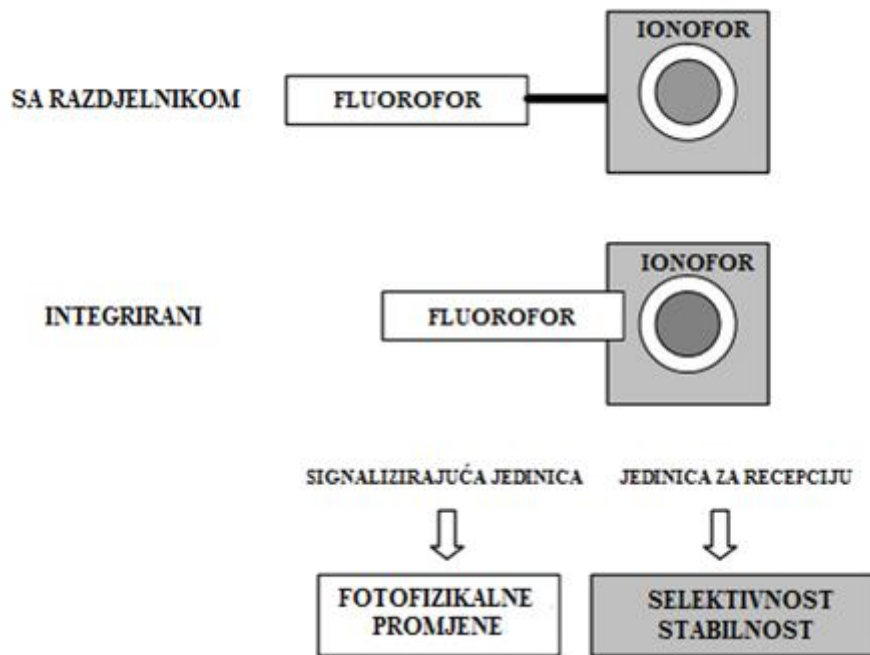 IONOFOR
SA RAZDJELNIKOM
FLUOROFOR
IONOFOR
INTEGRIRANI
FLUOROFOR
SIGNALIZIRAJUĆA JEDINICA
JEDINICA ZA RECEPCIJU
FOTOFIZIKALNE
PROMJENE
SELEKTIVNOST
STABILNOST